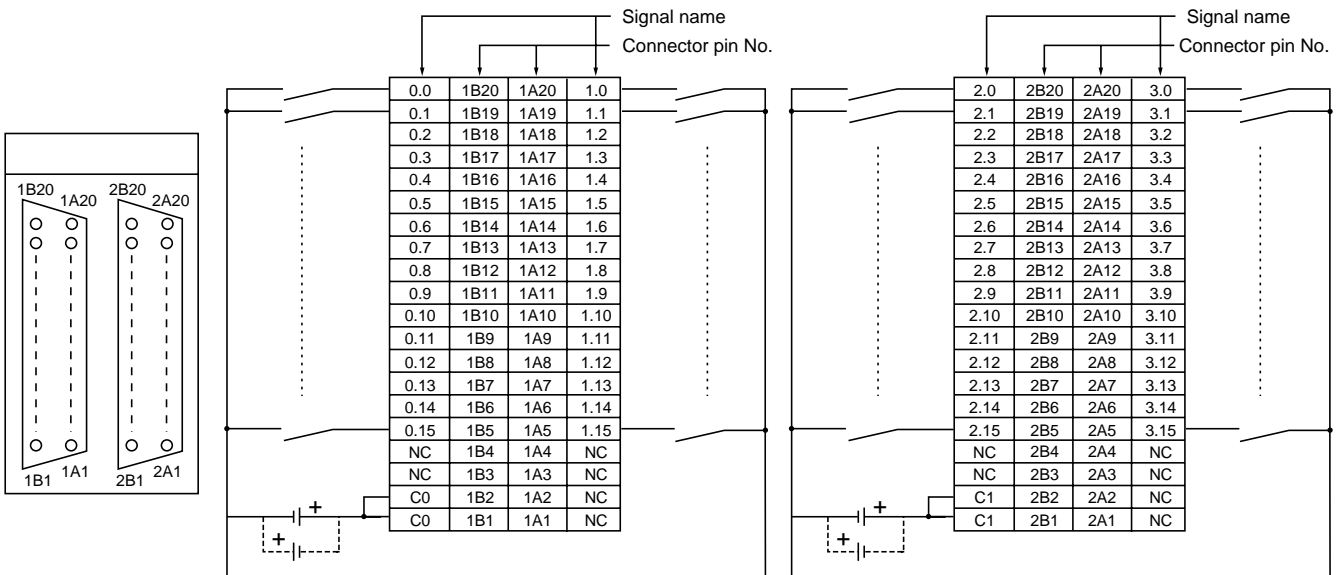 Signal name
Connector pin No.
0.0 1B20 1A20 1.0
0.1 1B19 1A19 1.1
0.2 1B18 1A18 1.2
0.3 1B17 1A17 1.3
0.4 1B16 1A16 1.4
0.5 1B15 1A15 1.5
0.6 1B14 1A14 1.6
0.7 1B13 1A13 1.7
0.8 1B12 1A12 1.8
0.9 1B11 1A11 1.9
0.10 1B10 1A10 1.10
0.11 1B9 1A9 1.11
0.12 1B8 1A8 1.12
0.13 1B7 1A7 1.13
0.14 1B6 1A6 1.14
0.15 1B5 1A5 1.15
NC 1B4 1A4 NC
NC 1B3 1A3 NC
C0 1B2 1A2 NC
C0 1B1 1A1 NC
+
+
Signal name
Connector pin No.
2.0 2B20 2A20 3.0
2.1 2B19 2A19 3.1
2.2 2B18 2A18 3.2
2.3 2B17 2A17 3.3
2.4 2B16 2A16 3.4
2.5 2B15 2A15 3.5
2.6 2B14 2A14 3.6
2.7 2B13 2A13 3.7
2.8 2B12 2A12 3.8
2.9 2B11 2A11 3.9
2.10 2B10 2A10 3.10
2.11 2B9 2A9 3.11
2.12 2B8 2A8 3.12
2.13 2B7 2A7 3.13
2.14 2B6 2A6 3.14
2.15 2B5 2A5 3.15
NC 2B4 2A4 NC
NC 2B3 2A3 NC
C1 2B2 2A2 NC
C1 2B1 2A1 NC
+
+
1B20 1A20 2B20 2A20
1B1 1A1 2B1 2A1